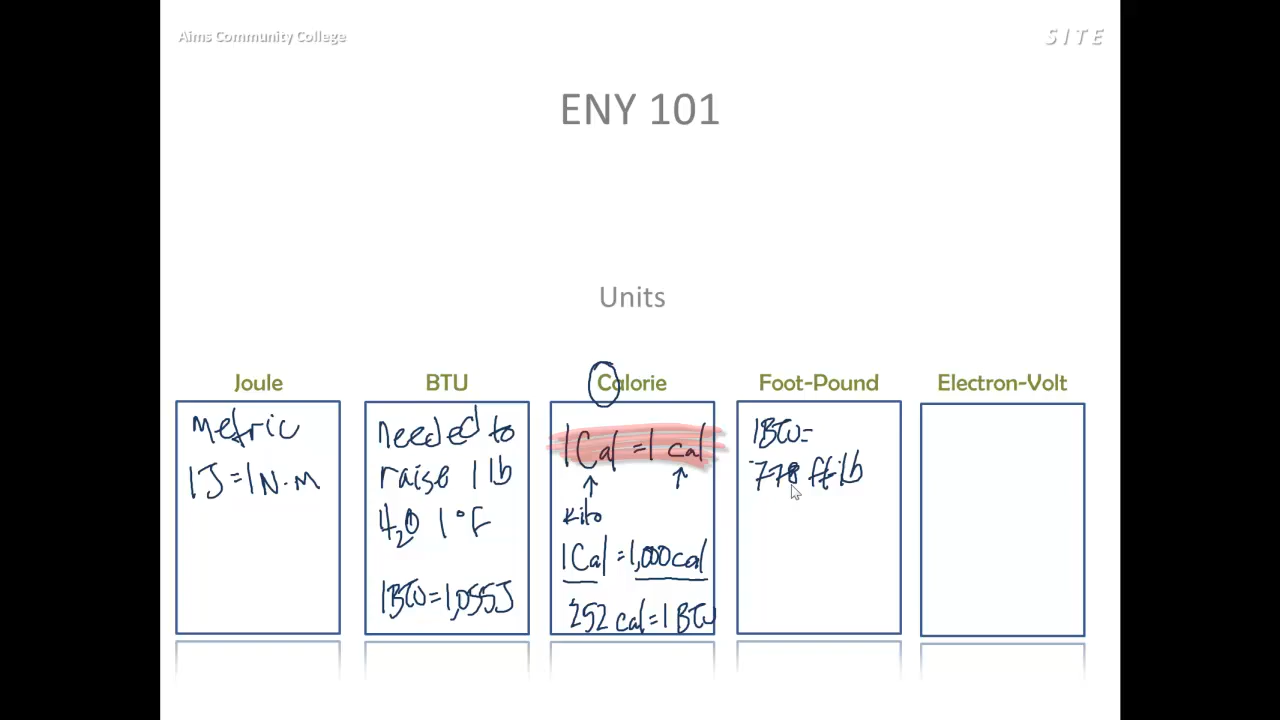 Aims Community College
SITE
ENY 101
Units
Joule
Metric
1J=1N·M
BTU
needed to
raise 1 lb
H2O 1°F
1BTU=1,055J
Calorie
1Cal=1 cal
Kilo
1Cal=1,000cal
252 cal=1 BTU
Foot-Pound
1BTU=
778 ft·lb
Electron-Volt